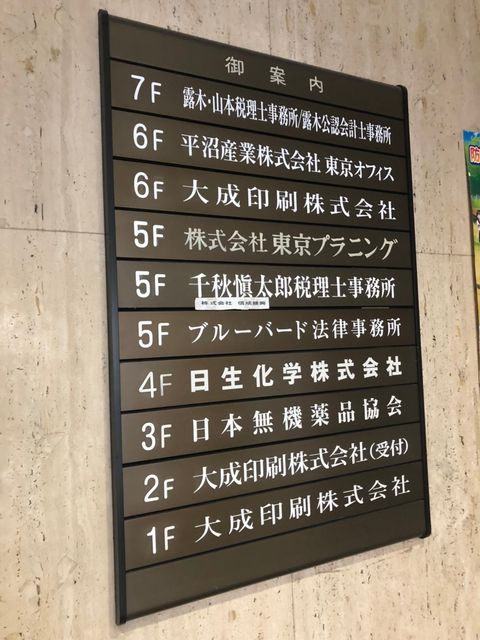 御案内
7F 露木・山本税理士事務所/露木公認会計士事務所
6F 平沼産業株式会社 東京オフィス
6F 大成印刷株式会社
5F 株式会社 東京プラニング
5F 千秋愼太郎税理士事務所
株式会社
5F ブルーバード法律事務所
4F 日生化学株式会社
3F 日本無機薬品協会
2F 大成印刷株式会社(受付)
1F 大成印刷株式会社
防